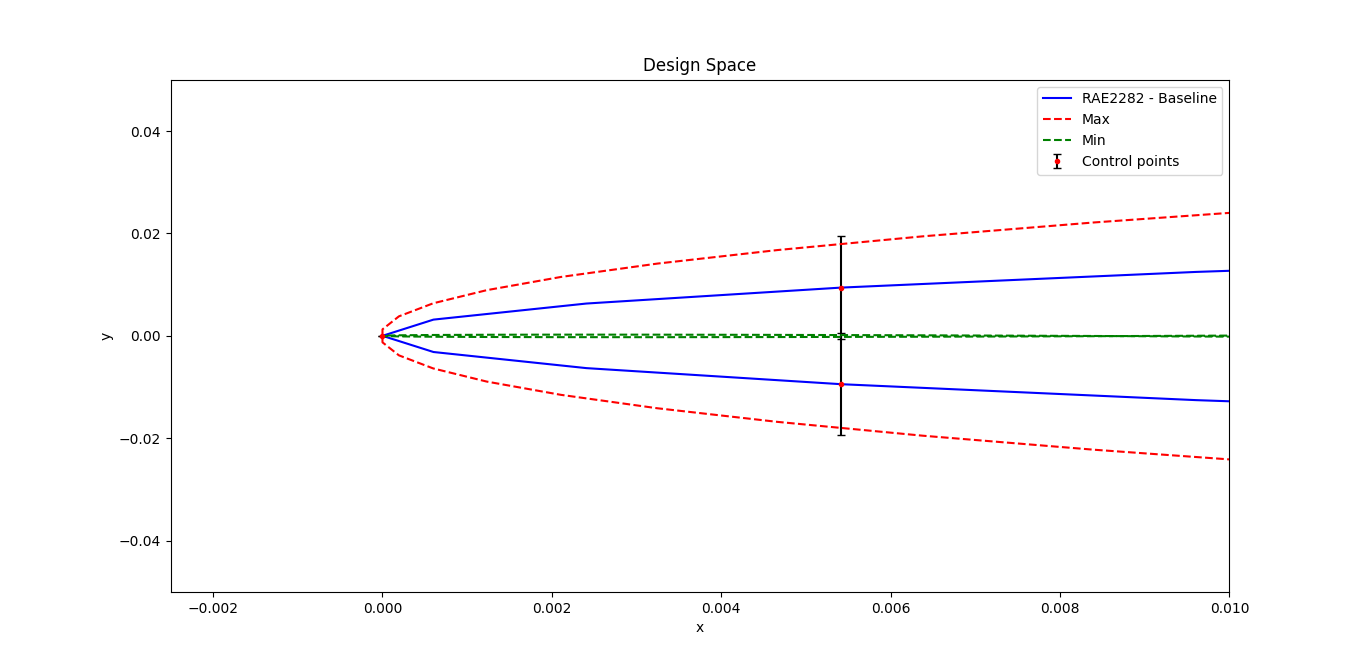 Design Space
RAE2282 - Baseline
Max
Min
Control points
y
0.04
0.02
0.00
−0.02
−0.04
−0.002
0.000
0.002
0.004
0.006
0.008
0.010
x